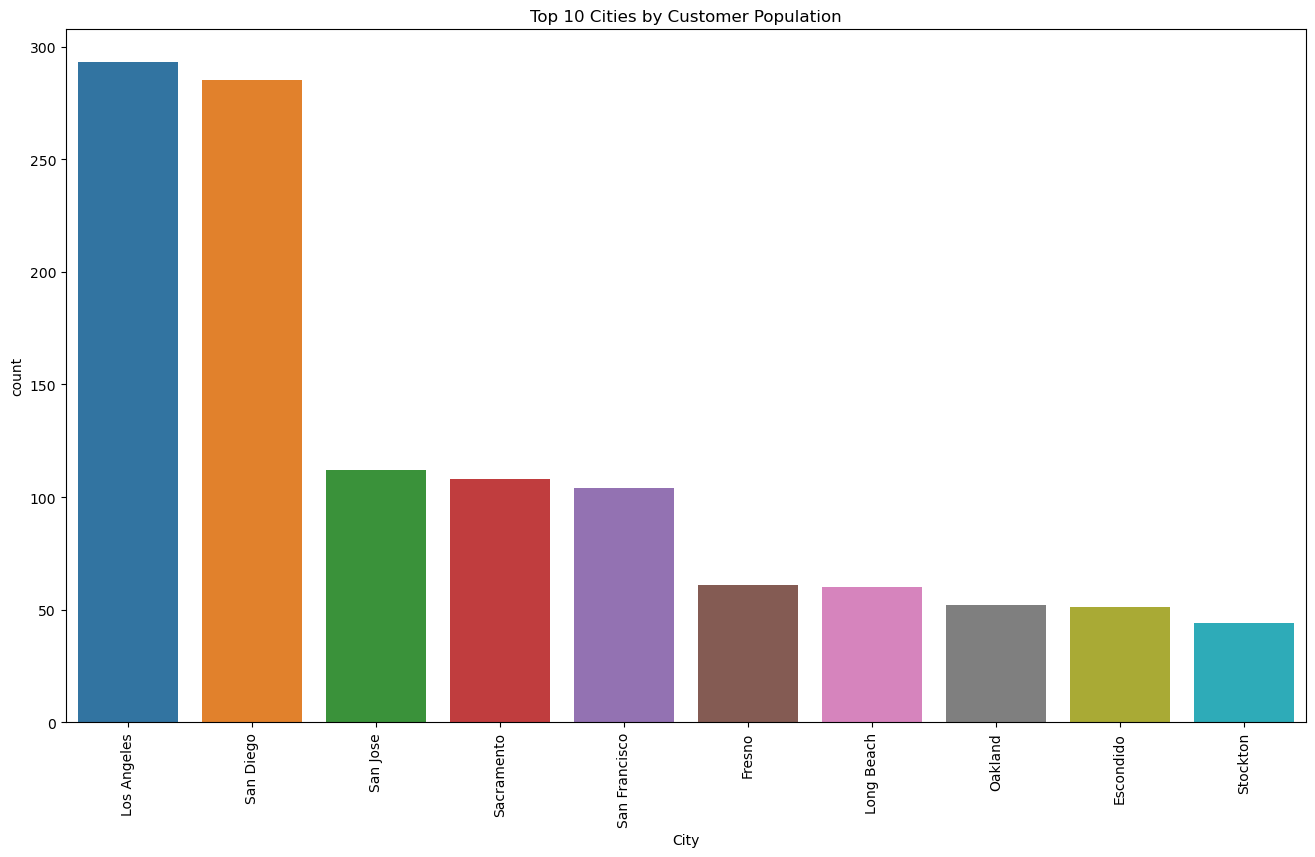 Top 10 Cities by Customer Population
300
250
200
150
100
50
0
count
Los Angeles
San Diego
San Jose
Sacramento
San Francisco
Fresno
Long Beach
Oakland
Escondido
Stockton
City